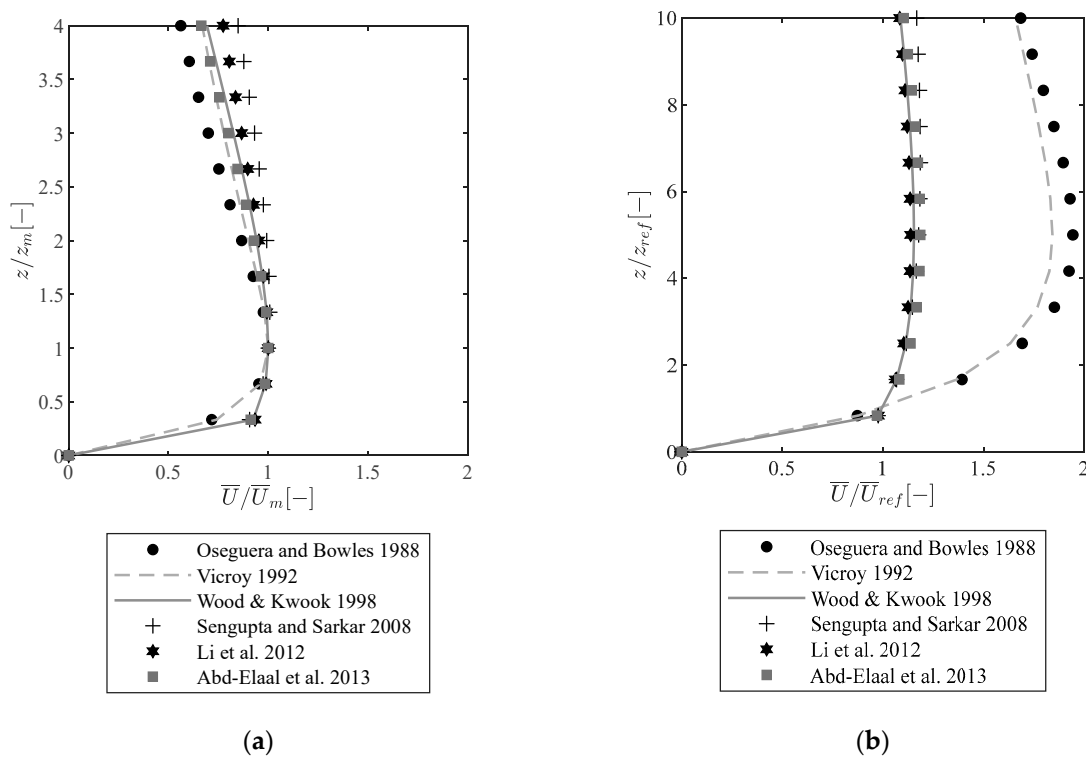 4
3.5
3
2.5
2
1.5
1
0.5
0
0
0.5
1
1.5
2
z/z_m[−]
U̅/U̅_m[−]
Oseguera and Bowles 1988
Vicroy 1992
Wood & Kwook 1998
Sengupta and Sarkar 2008
Li et al. 2012
Abd-Elaal et al. 2013
(a)
10
8
6
4
2
0
0
0.5
1
1.5
2
z/z_ref[−]
U̅/U̅_ref[−]
Oseguera and Bowles 1988
Vicroy 1992
Wood & Kwook 1998
Sengupta and Sarkar 2008
Li et al. 2012
Abd-Elaal et al. 2013
(b)